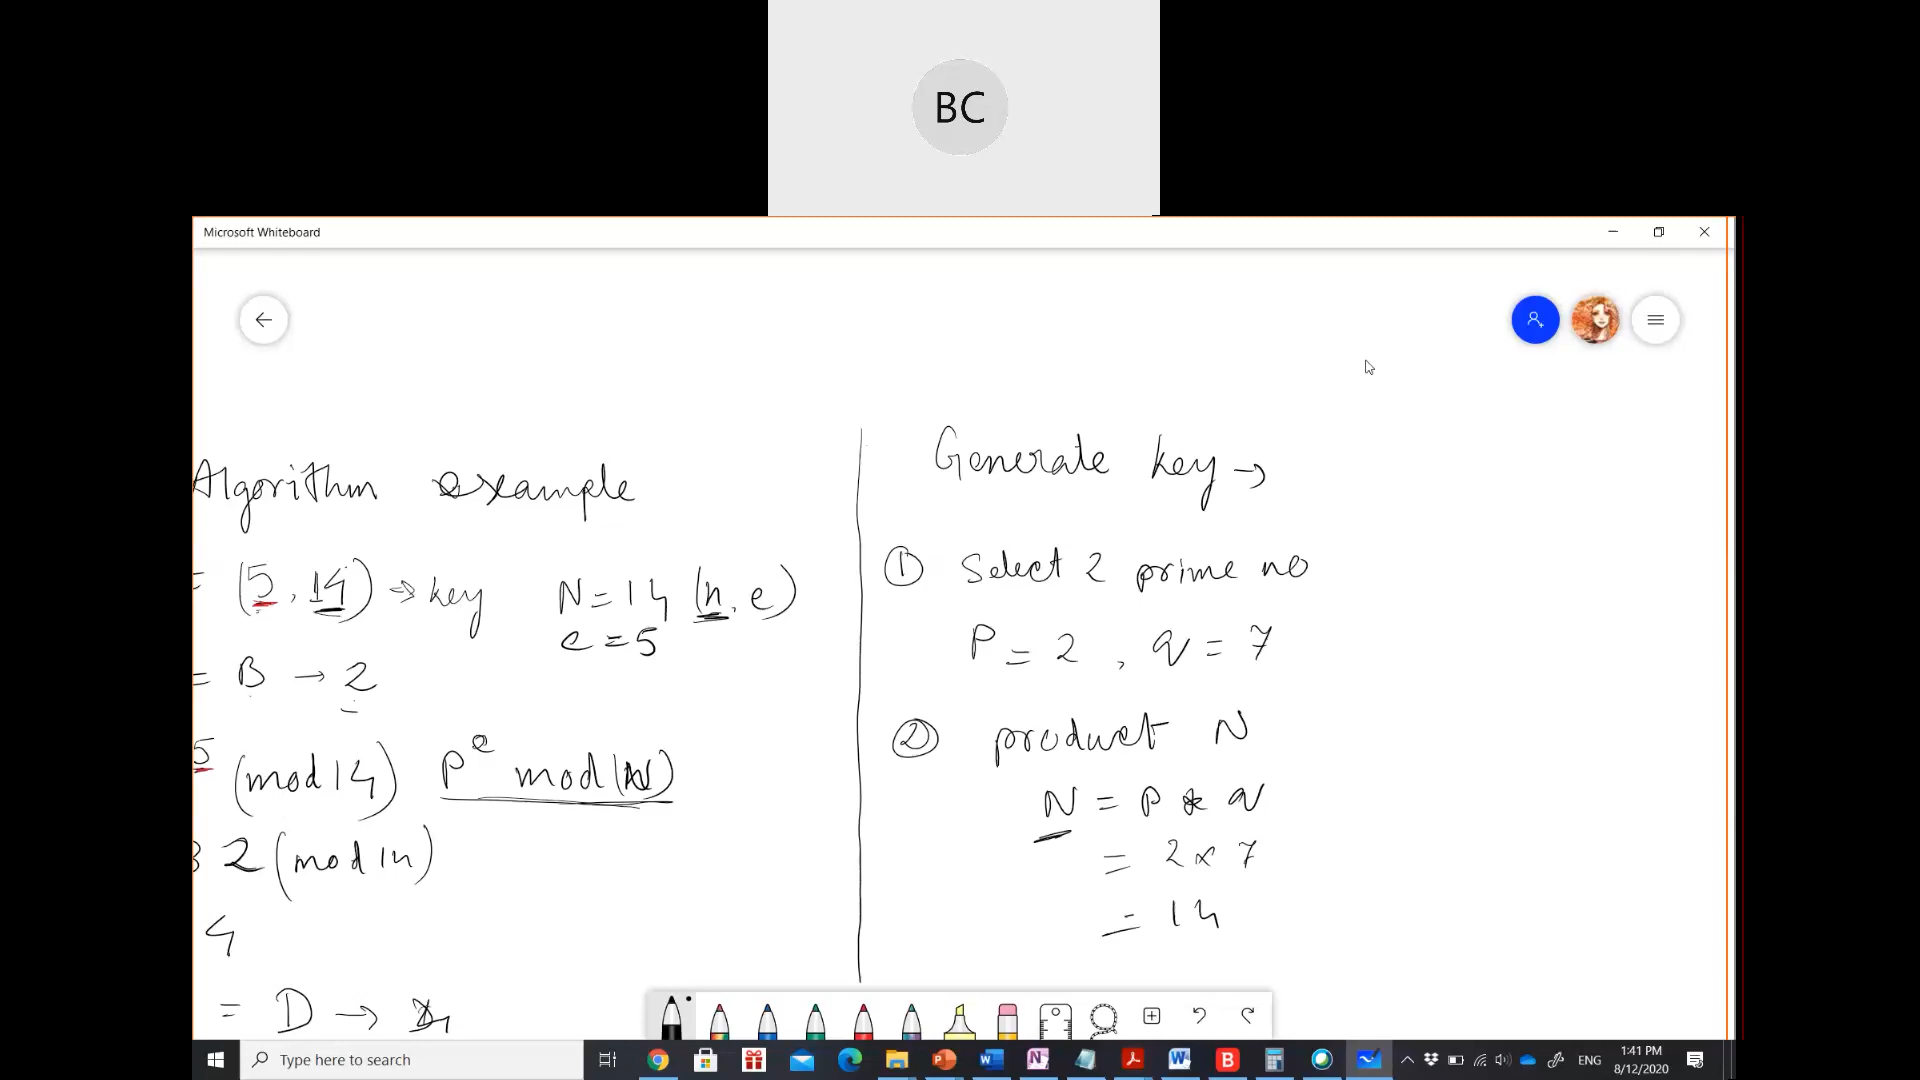 BC
Microsoft Whiteboard
Algorithm example
= (5, 14) → key N = 14 (n, e)
e = 5
= B → 2
5 (mod 14) P^e mod(N)
32 (mod 14)
4
= D →
Generate key →
① Select 2 prime no
P = 2 , q = 7
② product N
N = P * q
= 2 x 7
= 14
Type here to search
ENG
1:41 PM
8/12/2020